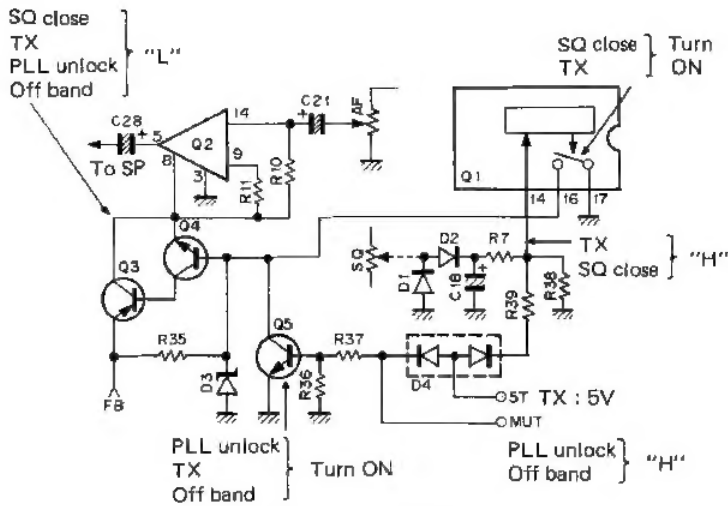 SQ close
TX
PLL unlock
Off band
"L"
SQ close
TX
Turn
ON
C28
+
5
To SP
8
Q2
14
9
3
R11
R10
+
C21
AF
Q1
14
16
17
Q4
Q3
SQ
D1
D2
C18
+
R7
TX
SQ close
"H"
R39
R38
R35
FB
D3
Q5
R36
R37
D4
5T
TX : 5V
MUT
PLL unlock
TX
Off band
Turn ON
PLL unlock
Off band
"H"